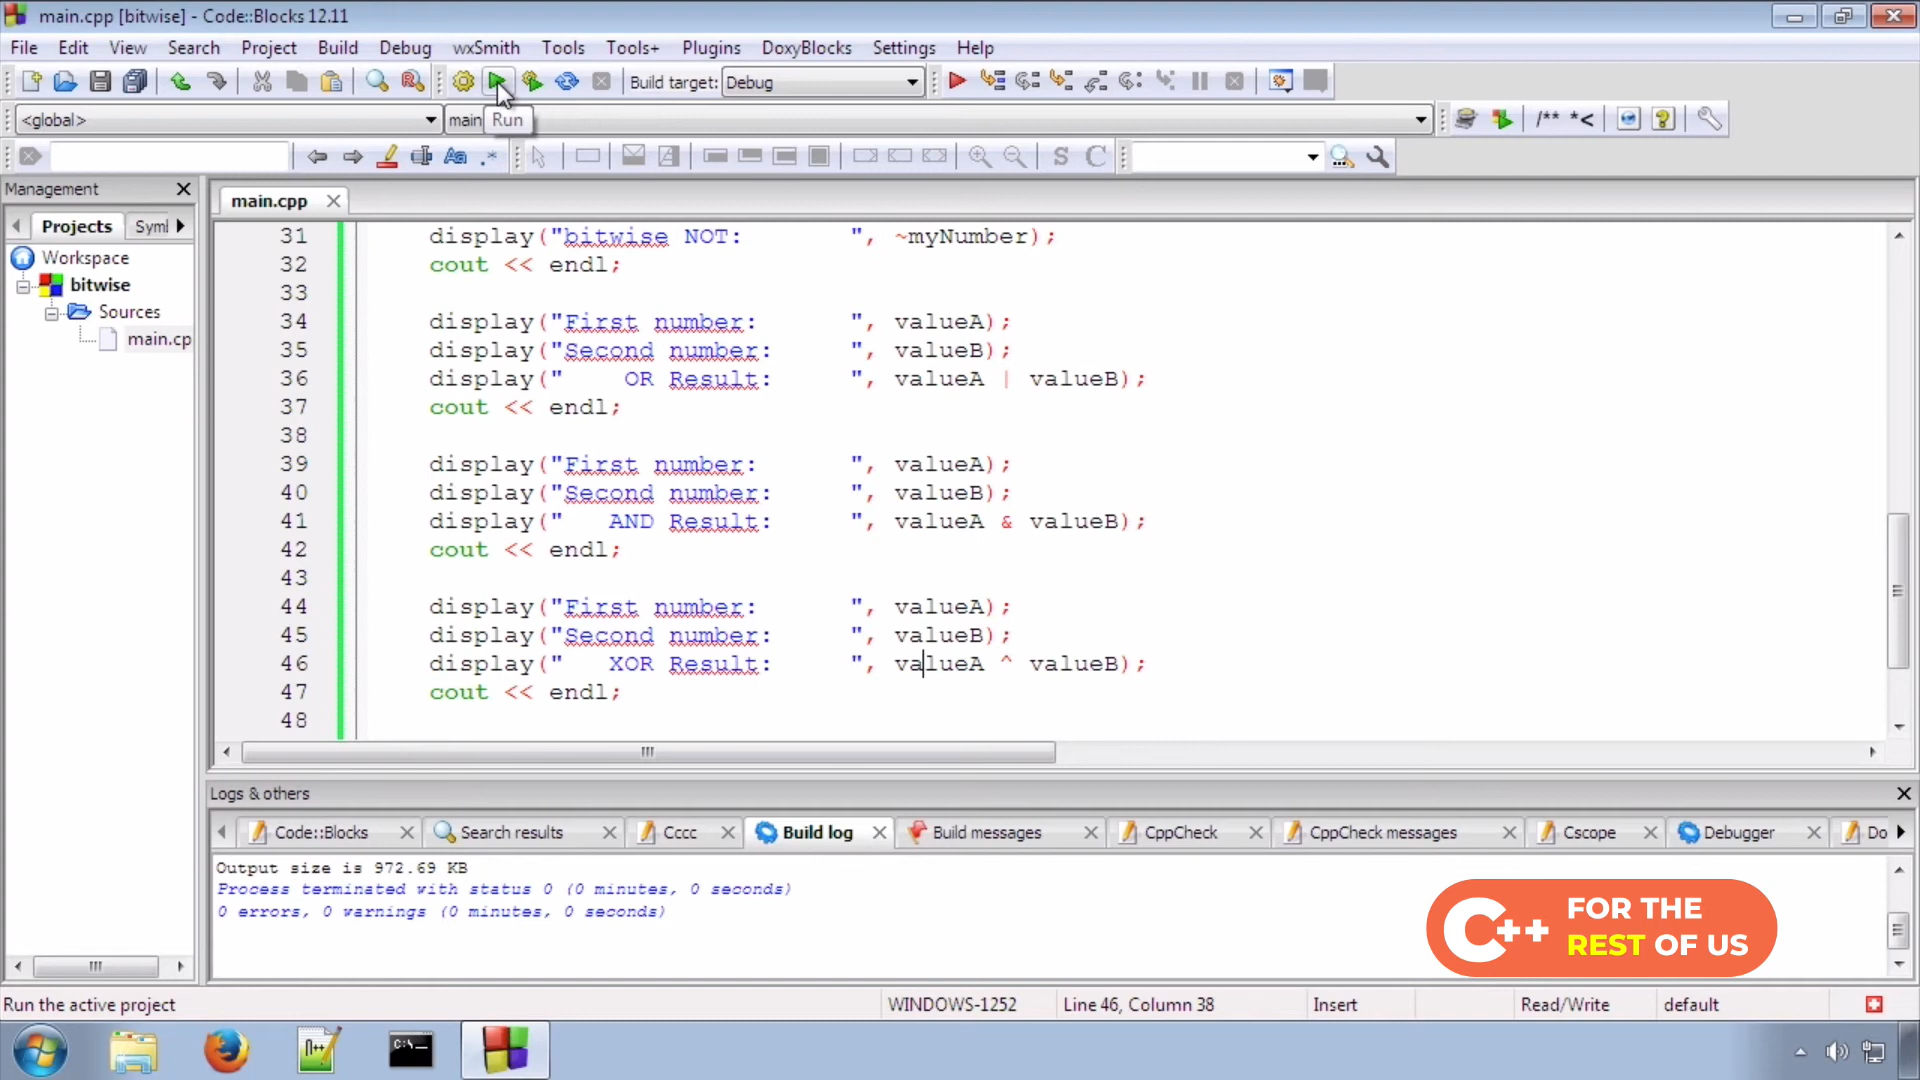 main.cpp [bitwise] - Code::Blocks 12.11
File Edit View Search Project Build Debug wxSmith Tools Tools+ Plugins DoxyBlocks Settings Help
Build target: Debug
<global> main Run /** *<
Aa .* S C
Management
main.cpp
Projects Syml
Workspace
bitwise
Sources
main.cp
31 display("bitwise NOT:      ", ~myNumber);
32 cout << endl;
33
34 display("First number:      ", valueA);
35 display("Second number:     ", valueB);
36 display("    OR Result:     ", valueA | valueB);
37 cout << endl;
38
39 display("First number:      ", valueA);
40 display("Second number:     ", valueB);
41 display("   AND Result:     ", valueA & valueB);
42 cout << endl;
43
44 display("First number:      ", valueA);
45 display("Second number:     ", valueB);
46 display("   XOR Result:     ", valueA ^ valueB);
47 cout << endl;
48
Logs & others
Code::Blocks Search results Cccc Build log Build messages CppCheck CppCheck messages Cscope Debugger Do
Output size is 972.69 KB
Process terminated with status 0 (0 minutes, 0 seconds)
0 errors, 0 warnings (0 minutes, 0 seconds)
C++ FOR THE
REST OF US
Run the active project WINDOWS-1252 Line 46, Column 38 Insert Read/Write default